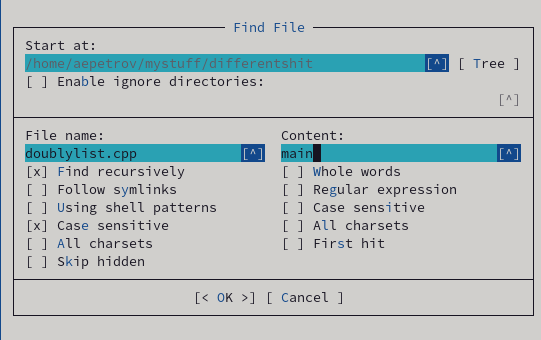 Find File
Start at:
/home/aepetrov/mystuff/differentshit [^] [ Tree ]
[ ] Enable ignore directories:
[^]
File name:
doublylist.cpp [^]
[x] Find recursively
[ ] Follow symlinks
[ ] Using shell patterns
[x] Case sensitive
[ ] All charsets
[ ] Skip hidden
Content:
main [^]
[ ] Whole words
[ ] Regular expression
[ ] Case sensitive
[ ] All charsets
[ ] First hit
[< OK >] [ Cancel ]